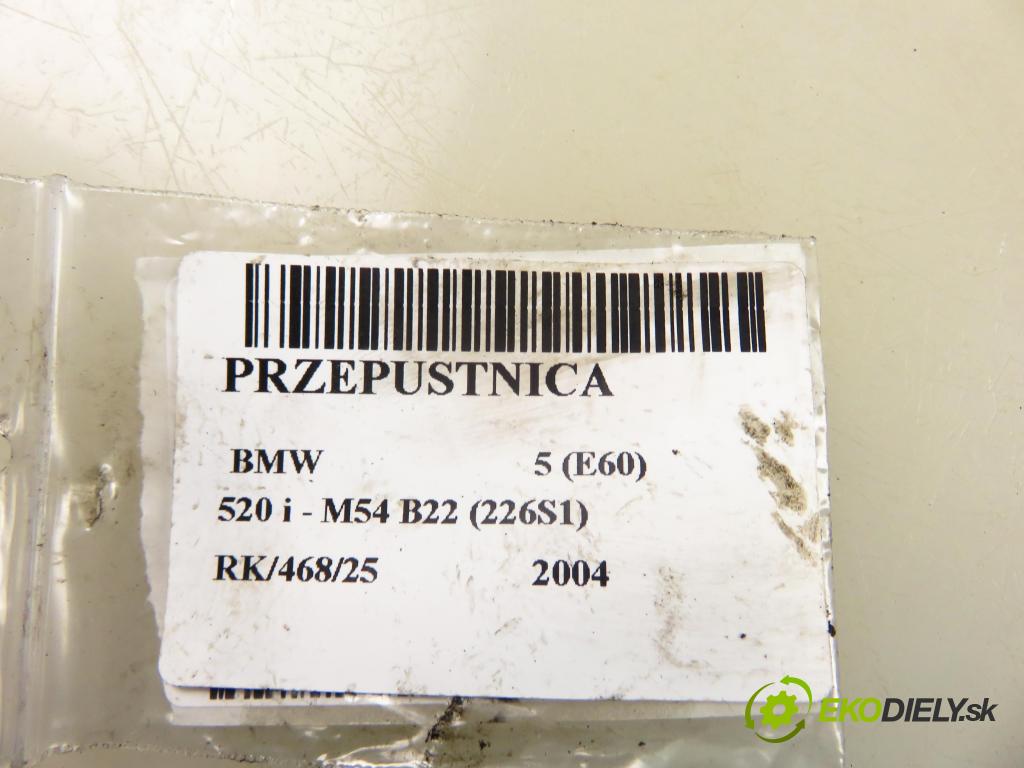 PRZEPUSTNICA
BMW 5 (E60)
520 i - M54 B22 (226S1)
RK/468/25 2004
EKODIELY.sk